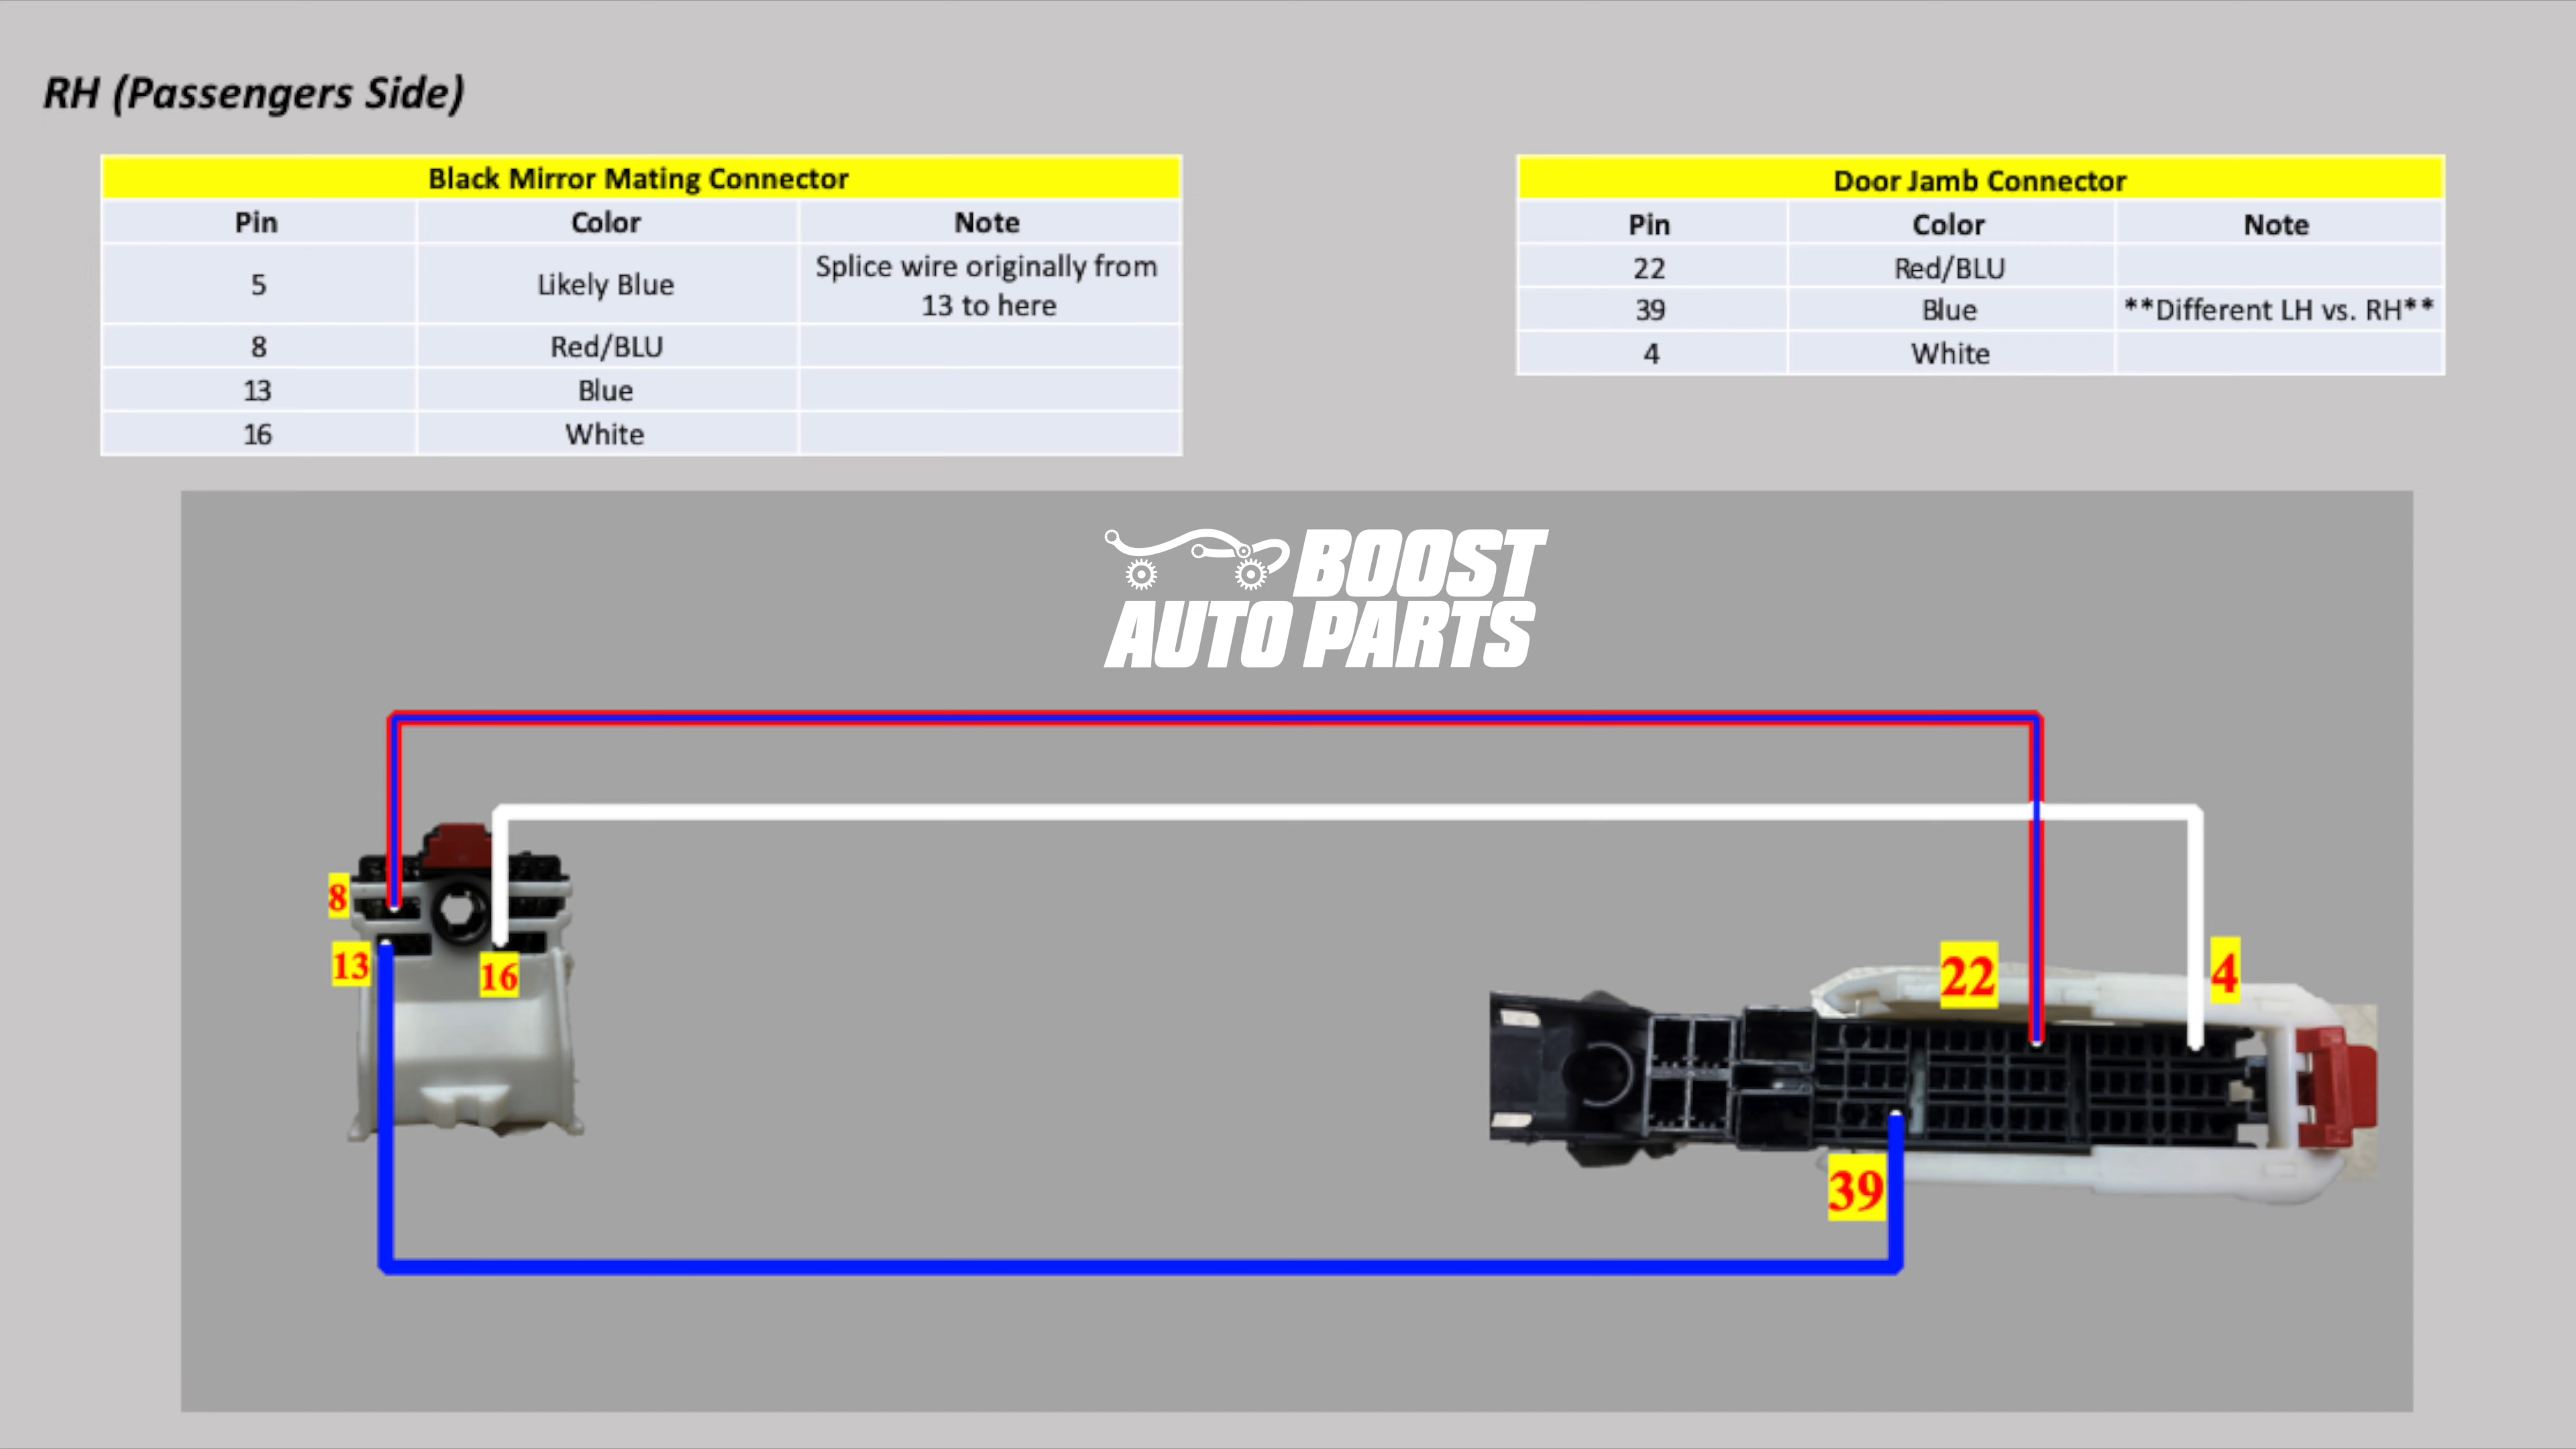 RH (Passengers Side)
Black Mirror Mating Connector
Pin Color Note
5 Likely Blue Splice wire originally from
13 to here
8 Red/BLU
13 Blue
16 White
Door Jamb Connector
Pin Color Note
22 Red/BLU
39 Blue **Different LH vs. RH**
4 White
BOOST
AUTO PARTS
8
13
16
22
4
39